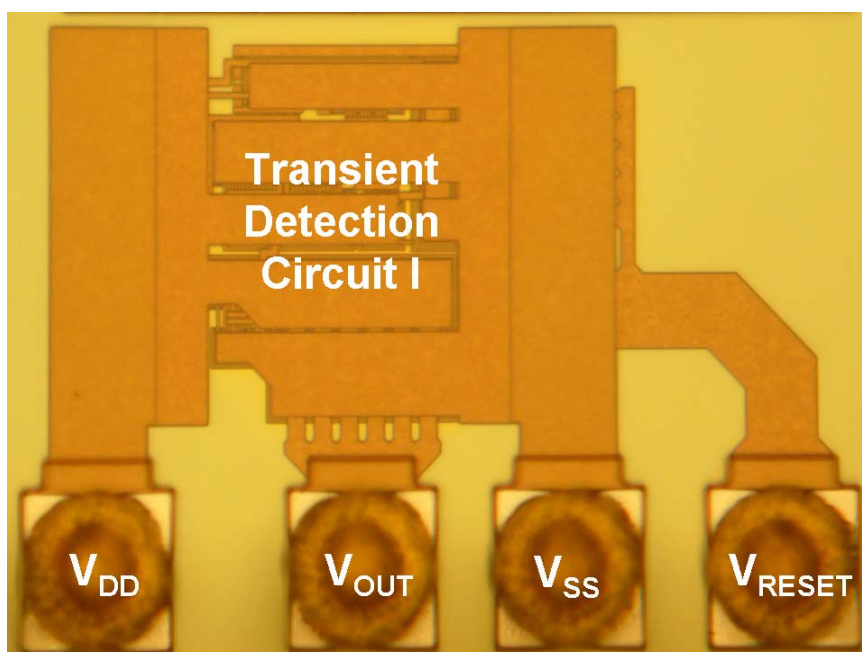 Transient
Detection
Circuit I
VDD
VOUT
VSS
VRESET